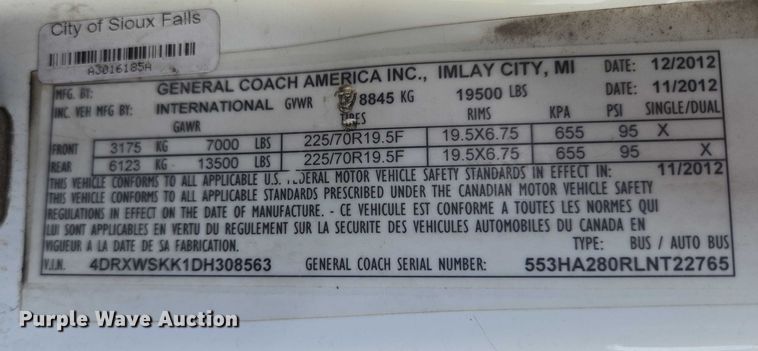 City of Sioux Falls
A3016185A
MFG. BY: GENERAL COACH AMERICA INC., IMLAY CITY, MI DATE: 12/2012
INC. VEH MFG BY: INTERNATIONAL GVWR 8845 KG 19500 LBS DATE: 11/2012
GAWR TIRES RIMS KPA PSI SINGLE/DUAL
FRONT 3175 KG 7000 LBS 225/70R19.5F 19.5X6.75 655 95 X
REAR 6123 KG 13500 LBS 225/70R19.5F 19.5X6.75 655 95 X
THIS VEHICLE CONFORMS TO ALL APPLICABLE U.S. MOTOR VEHICLE SAFETY STANDARDS IN EFFECT IN: 11/2012
THIS VEHICLE CONFORMS TO ALL APPLICABLE STANDARDS PRESCRIBED UNDER THE CANADIAN MOTOR VEHICLE SAFETY
REGULATIONS IN EFFECT ON THE DATE OF MANUFACTURE. - CE VEHICULE EST CONFORME A TOUTES LES NORMES QUI
LUI SONT APPLICABLES EN VERTU DU REGULEMENT SUR LA SECURITE DES VEHICULES AUTOMOBILES DU CANADA EN
VIGUEUR A LA DATE DE SA FABRICATION. TYPE: BUS / AUTO BUS
V.I.N. 4DRXWSKK1DH308563 GENERAL COACH SERIAL NUMBER: 553HA280RLNT22765
Purple Wave Auction